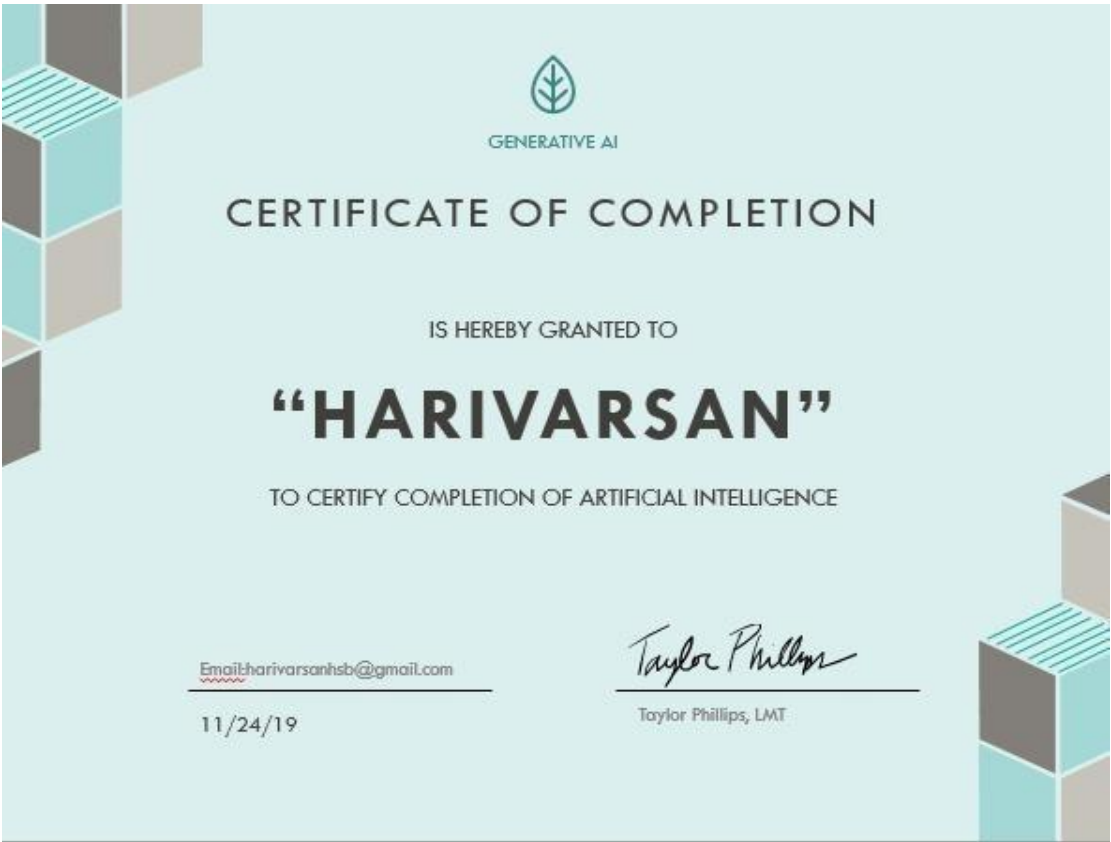 GENERATIVE AI
CERTIFICATE OF COMPLETION
IS HEREBY GRANTED TO
“HARIVARSAN”
TO CERTIFY COMPLETION OF ARTIFICIAL INTELLIGENCE
Email:harivarsanhsb@gmail.com
11/24/19
Taylor Phillips
Taylor Phillips, LMT